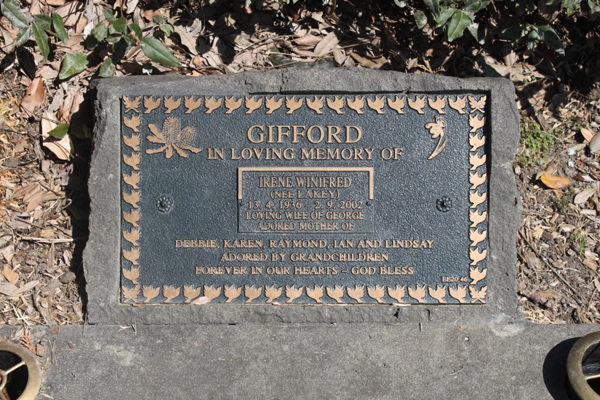 GIFFORD
IN LOVING MEMORY OF
IRENE WINIFRED
(NEE LAKEY)
13. 4. 1936 - 2. 9. 2002
LOVING WIFE OF GEORGE
ADORED MOTHER OF
DEBBIE, KAREN, RAYMOND, IAN AND LINDSAY
ADORED BY GRANDCHILDREN
FOREVER IN OUR HEARTS – GOD BLESS